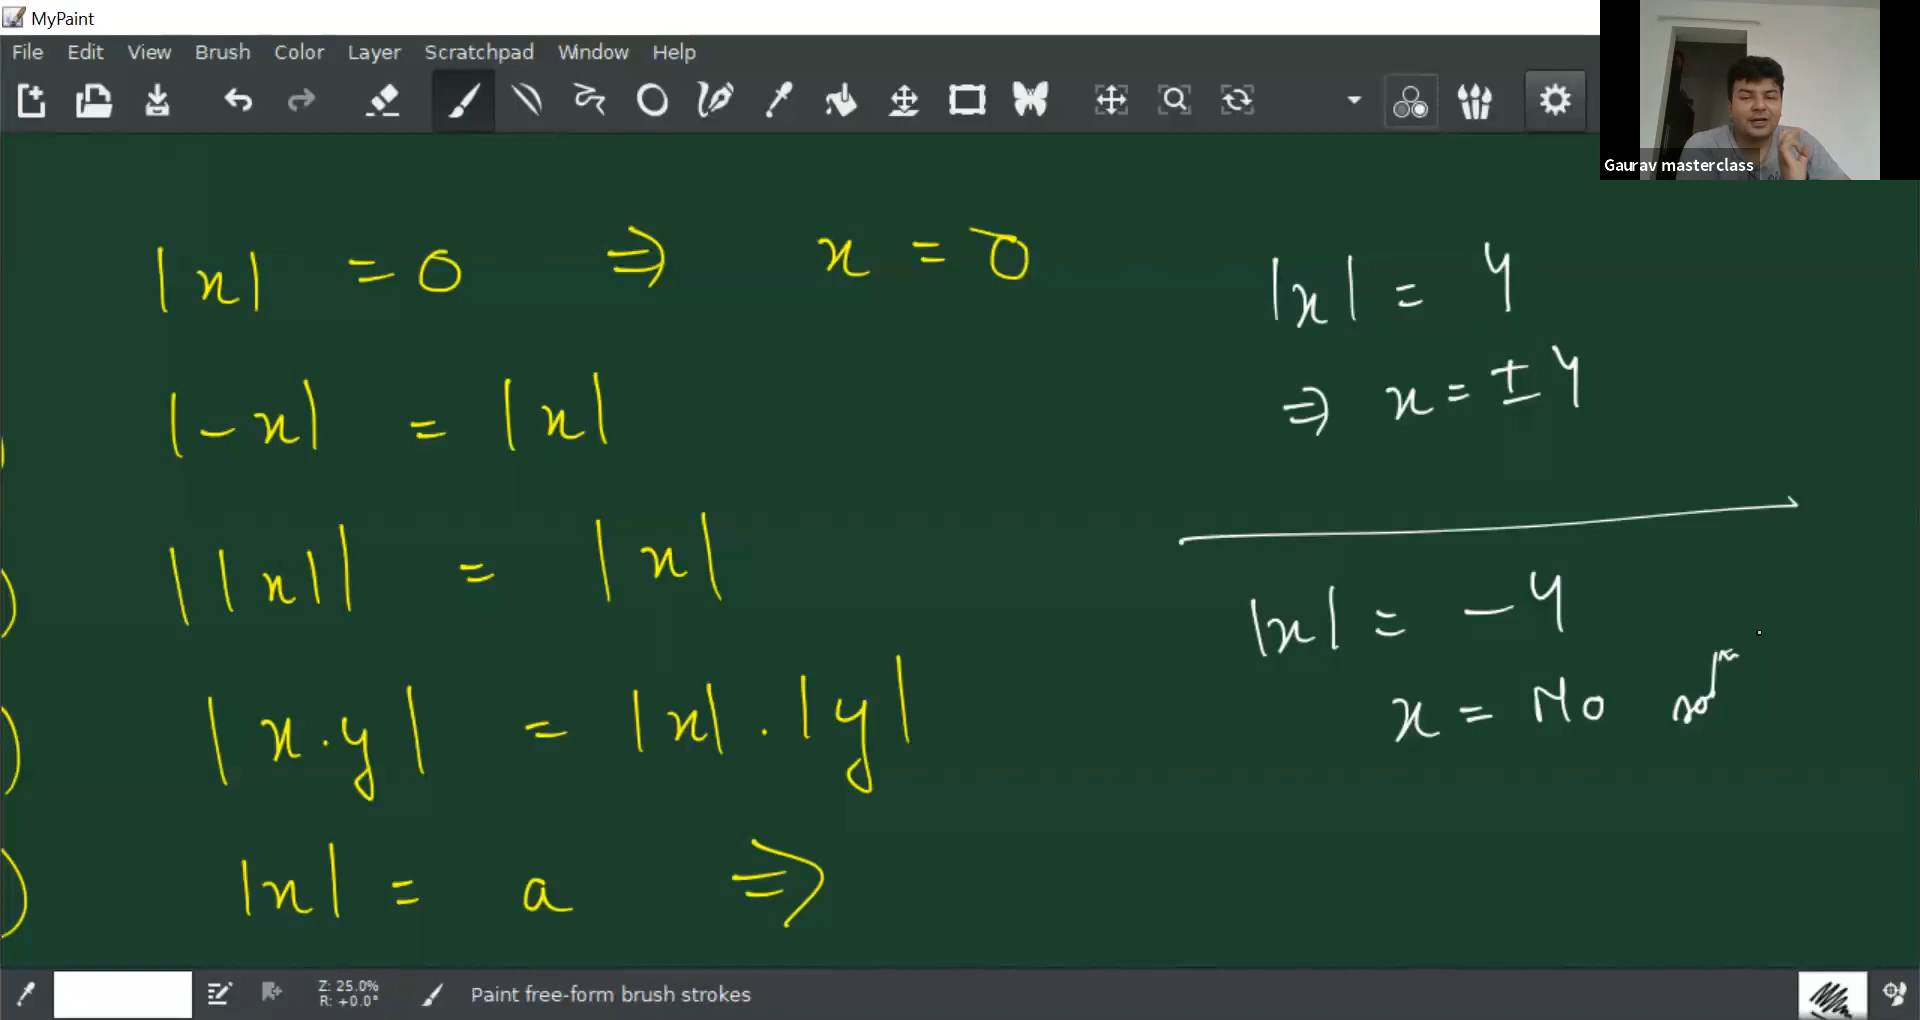 MyPaint
File Edit View Brush Color Layer Scratchpad Window Help
Gaurav masterclass
|x| = 0 ⇒ x = 0
|-x| = |x|
||x|| = |x|
|x.y| = |x|.|y|
|x| = a ⇒
|x| = 4
⇒ x = ±4
|x| = -4
x = No solⁿ
Z: 25.0%
R: +0.0°
Paint free-form brush strokes